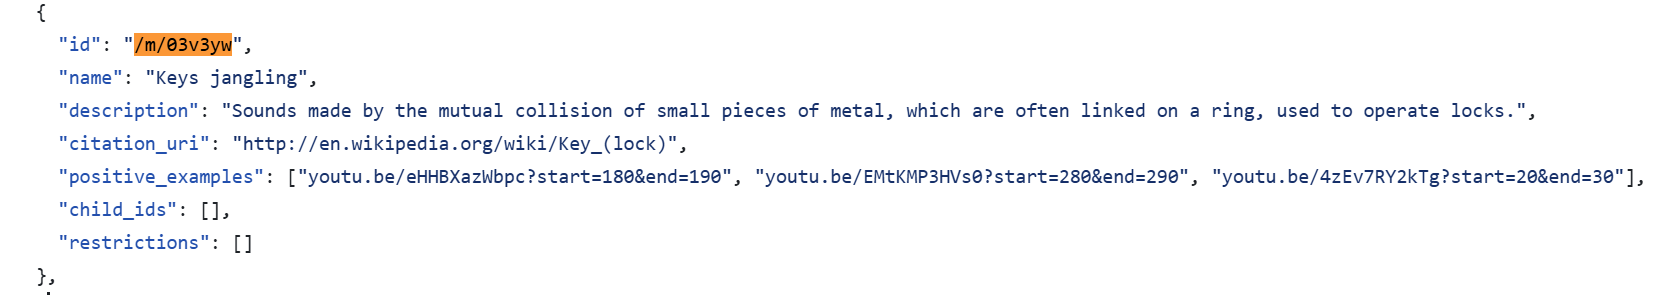 {
"id": "/m/03v3yw",
"name": "Keys jangling",
"description": "Sounds made by the mutual collision of small pieces of metal, which are often linked on a ring, used to operate locks.",
"citation_uri": "http://en.wikipedia.org/wiki/Key_(lock)",
"positive_examples": ["youtu.be/eHHBXazWbpc?start=180&end=190", "youtu.be/EMtKMP3HVs0?start=280&end=290", "youtu.be/4zEv7RY2kTg?start=20&end=30"],
"child_ids": [],
"restrictions": []
},